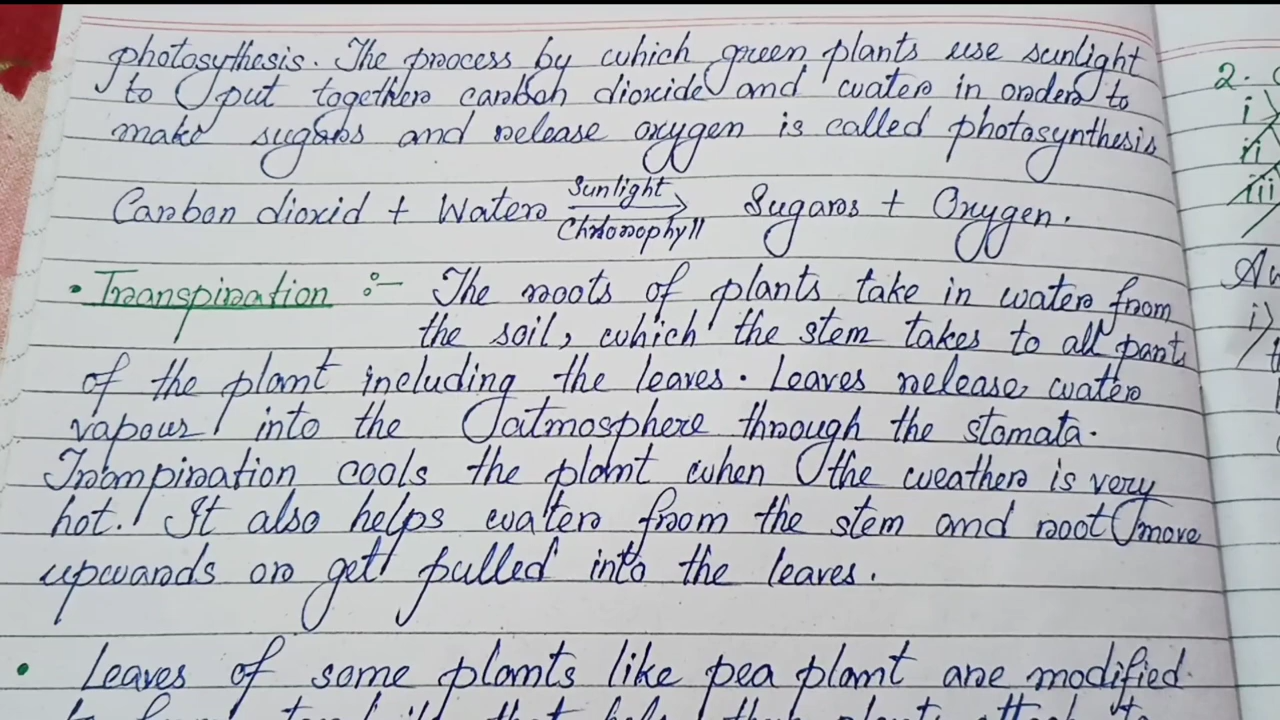 photosythesis. The process by which green plants use sunlight
to put together carbon dioxide and water in order to
make sugars and release oxygen is called photosynthesis
Carbon dioxid + Water Sunlight Chlorophyll Sugars + Oxygen.
• Transpiration :- The roots of plants take in water from
the soil, which the stem takes to all parts
of the plant including the leaves. Leaves release water
vapour into the atmosphere through the stomata.
Transpiration cools the plant when the weather is very
hot. It also helps water from the stem and root move
upwards or get pulled into the leaves.
• Leaves of some plants like pea plant are modified
2.
i
ii
iii
i)